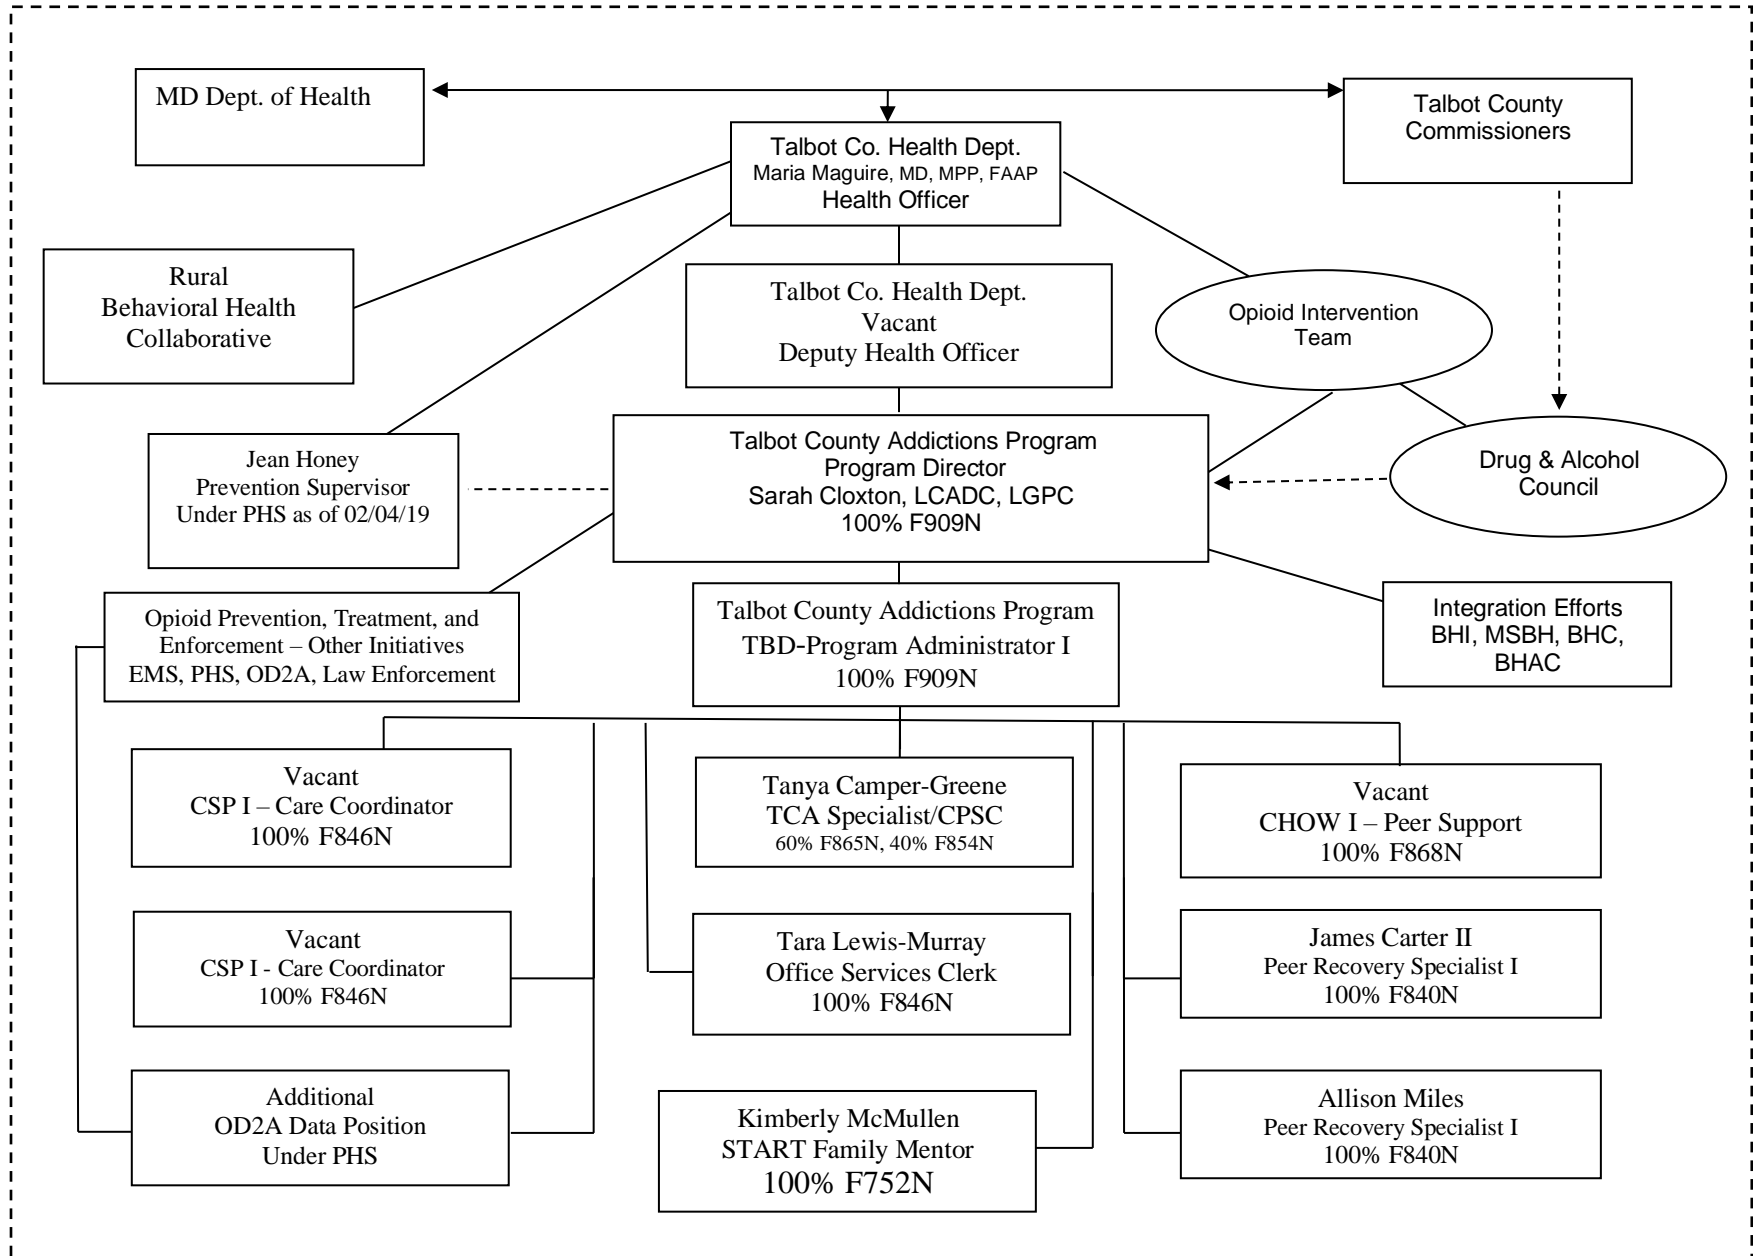 MD Dept. of Health
Talbot County
Commissioners
Talbot Co. Health Dept.
Maria Maguire, MD, MPP, FAAP
Health Officer
Rural
Behavioral Health
Collaborative
Talbot Co. Health Dept.
Vacant
Deputy Health Officer
Opioid Intervention
Team
Jean Honey
Prevention Supervisor
Under PHS as of 02/04/19
Talbot County Addictions Program
Program Director
Sarah Cloxton, LCADC, LGPC
100% F909N
Drug & Alcohol
Council
Opioid Prevention, Treatment, and
Enforcement – Other Initiatives
EMS, PHS, OD2A, Law Enforcement
Talbot County Addictions Program
TBD-Program Administrator I
100% F909N
Integration Efforts
BHI, MSBH, BHC,
BHAC
Vacant
CSP I – Care Coordinator
100% F846N
Tanya Camper-Greene
TCA Specialist/CPSC
60% F865N, 40% F854N
Vacant
CHOW I – Peer Support
100% F868N
Vacant
CSP I - Care Coordinator
100% F846N
Tara Lewis-Murray
Office Services Clerk
100% F846N
James Carter II
Peer Recovery Specialist I
100% F840N
Additional
OD2A Data Position
Under PHS
Kimberly McMullen
START Family Mentor
100% F752N
Allison Miles
Peer Recovery Specialist I
100% F840N